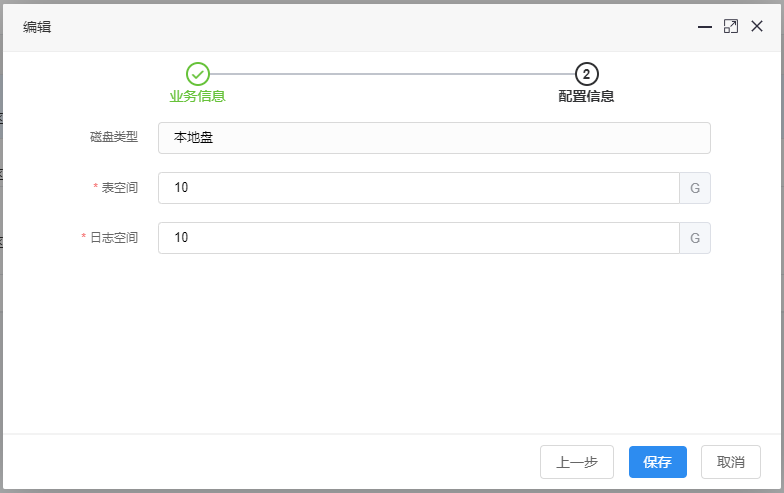 编辑
2
业务信息
配置信息
磁盘类型 本地盘
* 表空间 10 G
* 日志空间 10 G
上一步 保存 取消